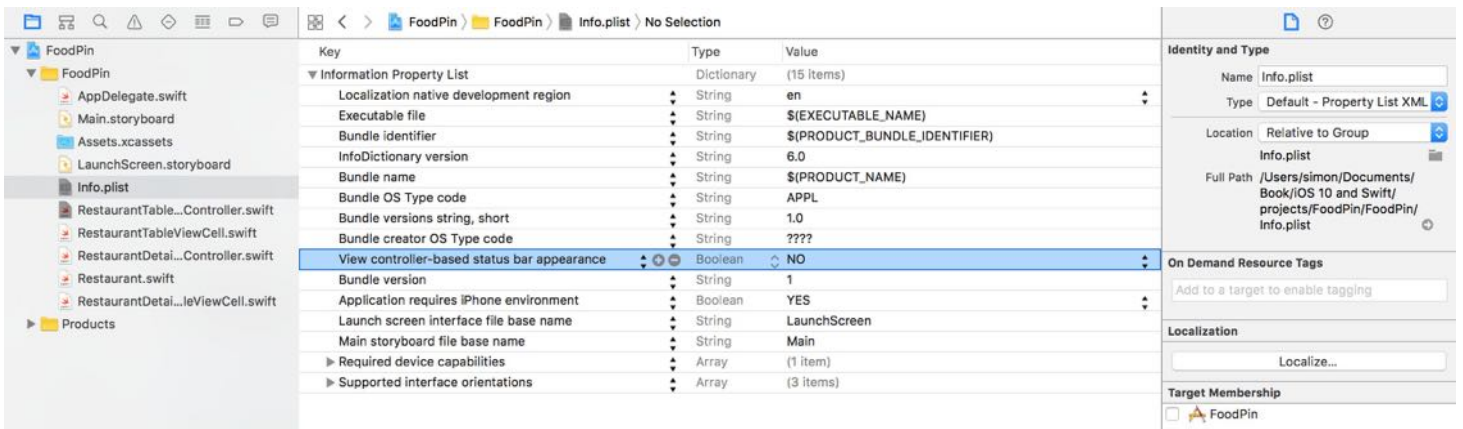 FoodPin 〉 FoodPin 〉 Info.plist 〉 No Selection
FoodPin
FoodPin
AppDelegate.swift
Main.storyboard
Assets.xcassets
LaunchScreen.storyboard
Info.plist
RestaurantTable...Controller.swift
RestaurantTableViewCell.swift
RestaurantDetai...Controller.swift
Restaurant.swift
RestaurantDetai...leViewCell.swift
Products
Key Type Value
Information Property List Dictionary (15 items)
Localization native development region String en
Executable file String $(EXECUTABLE_NAME)
Bundle identifier String $(PRODUCT_BUNDLE_IDENTIFIER)
InfoDictionary version String 6.0
Bundle name String $(PRODUCT_NAME)
Bundle OS Type code String APPL
Bundle versions string, short String 1.0
Bundle creator OS Type code String ????
View controller-based status bar appearance Boolean NO
Bundle version String 1
Application requires iPhone environment Boolean YES
Launch screen interface file base name String LaunchScreen
Main storyboard file base name String Main
Required device capabilities Array (1 item)
Supported interface orientations Array (3 items)
Identity and Type
Name Info.plist
Type Default - Property List XML
Location Relative to Group
Info.plist
Full Path /Users/simon/Documents/
Book/iOS 10 and Swift/
projects/FoodPin/FoodPin/
Info.plist
On Demand Resource Tags
Add to a target to enable tagging
Localization
Localize...
Target Membership
FoodPin